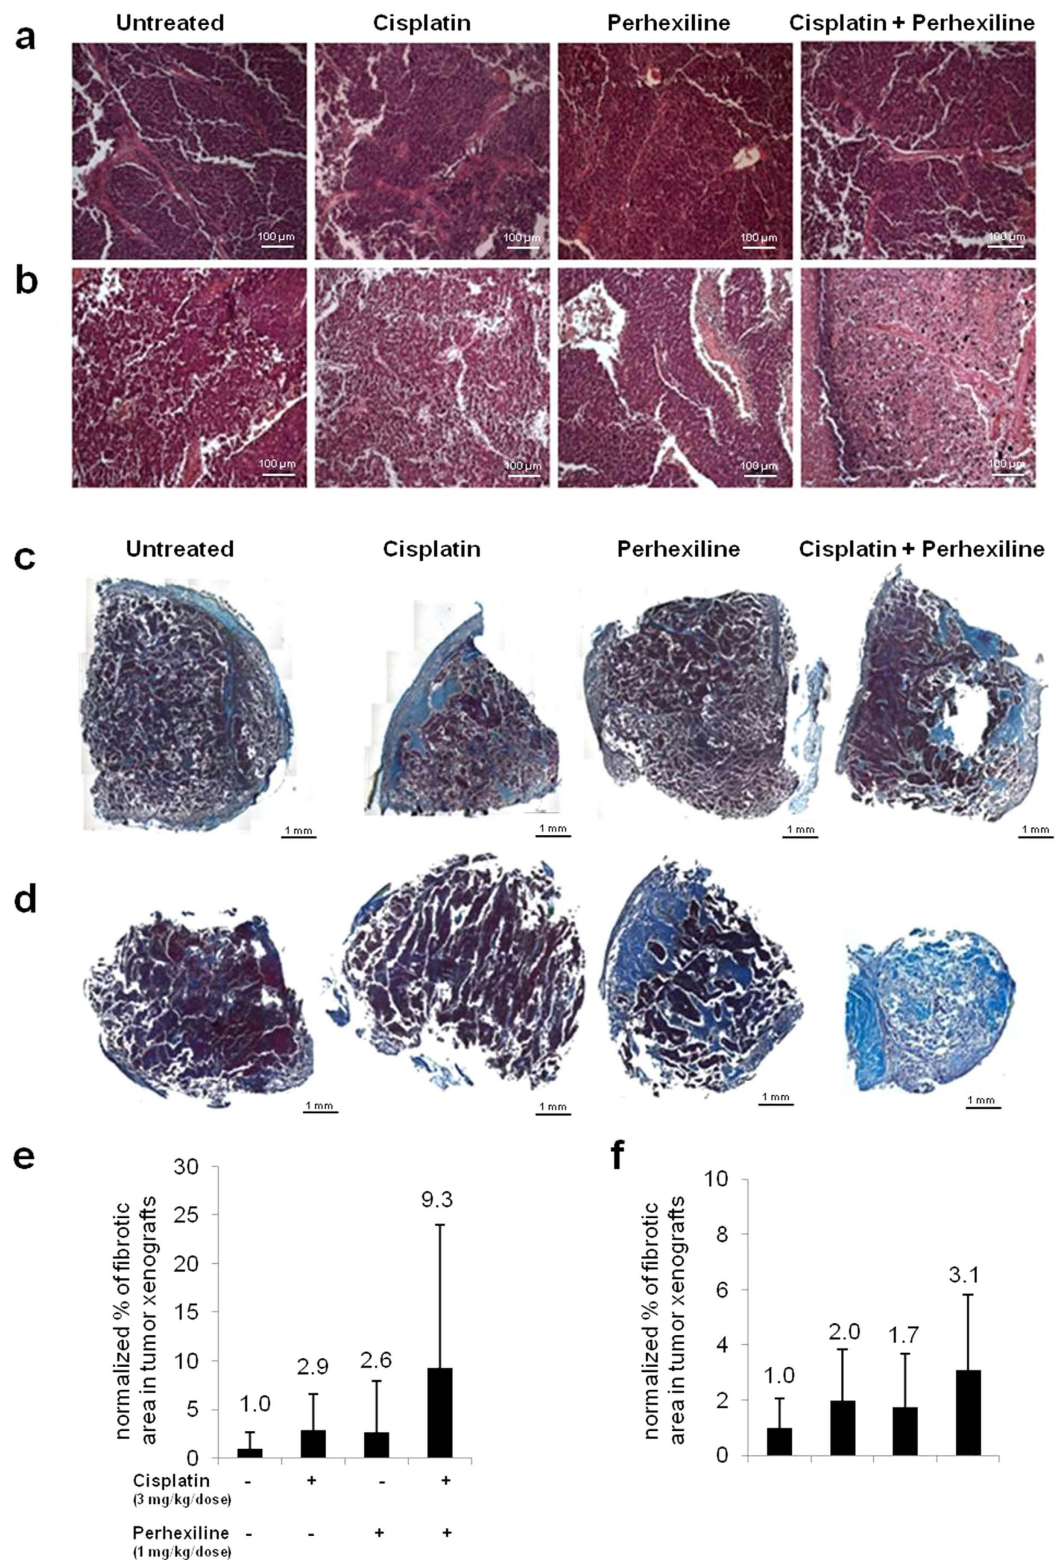 a
Untreated
Cisplatin
Perhexiline
Cisplatin + Perhexiline
100 µm
100 µm
100 µm
100 µm
b
100 µm
100 µm
100 µm
100 µm
c
Untreated
Cisplatin
Perhexiline
Cisplatin + Perhexiline
1 mm
1 mm
1 mm
1 mm
d
1 mm
1 mm
1 mm
1 mm
e
normalized % of fibrotic
area in tumor xenografts
30
25
20
15
10
5
0
1.0
2.9
2.6
9.3
Cisplatin - + - +
(3 mg/kg/dose)
Perhexiline - - + +
(1 mg/kg/dose)
f
normalized % of fibrotic
area in tumor xenografts
10
8
6
4
2
0
1.0
2.0
1.7
3.1